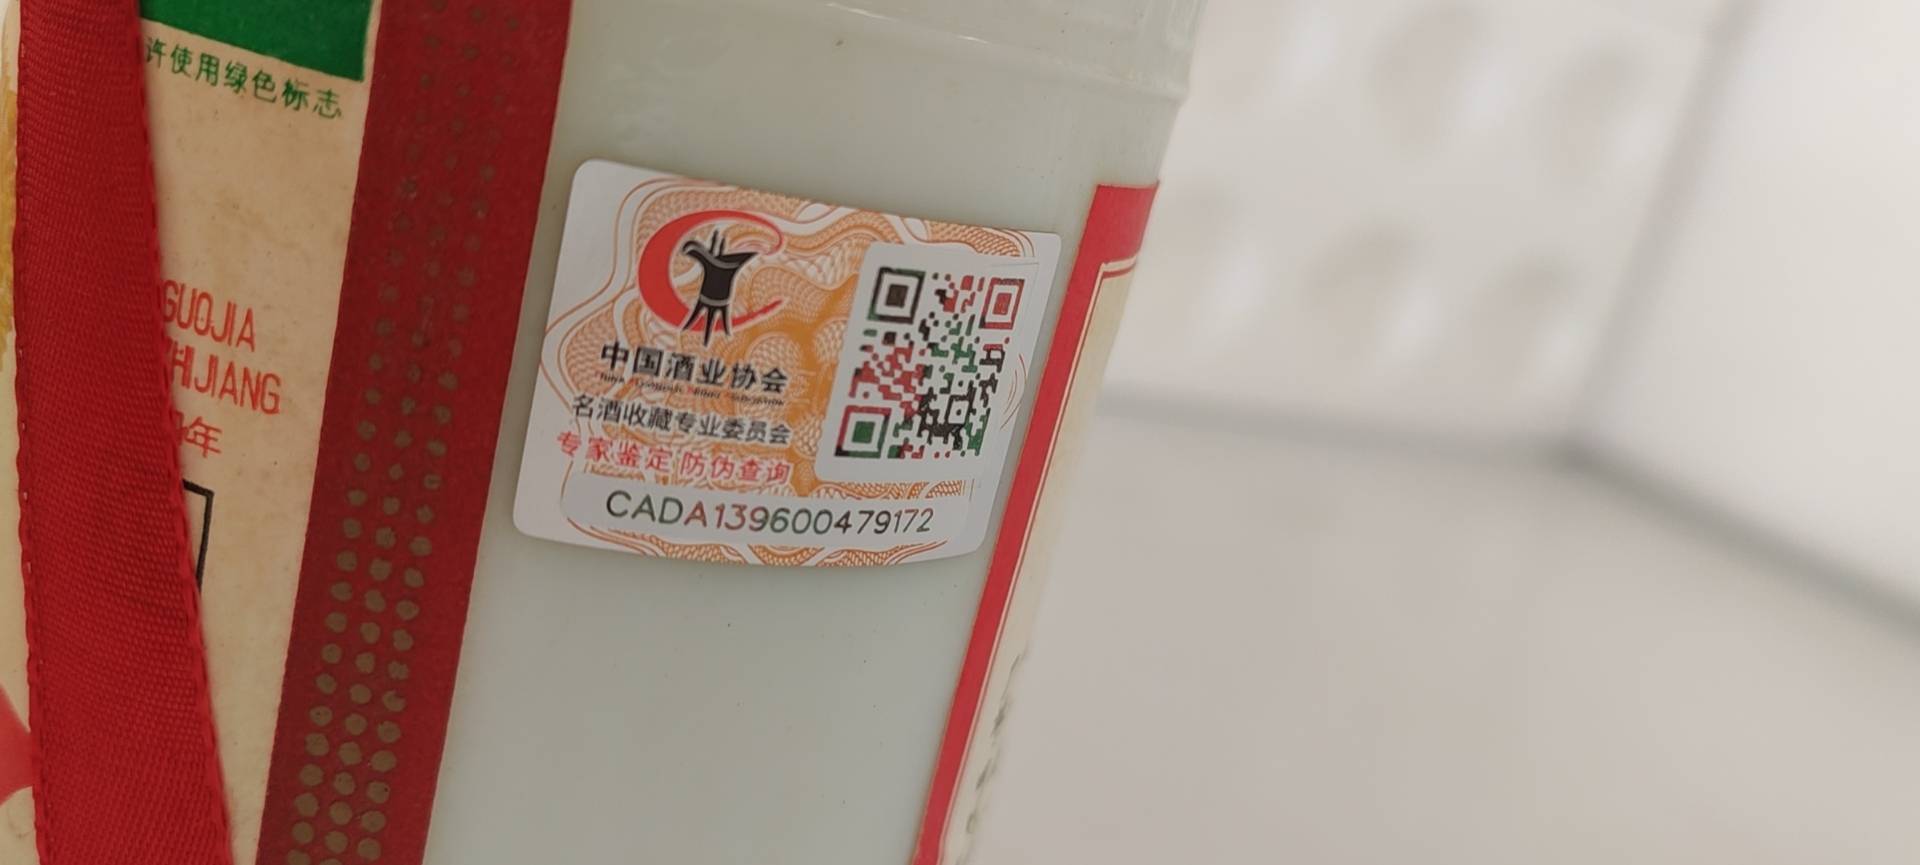 许使用绿色标志
GUOJIA
HIJIANG
年
中国酒业协会
名酒收藏专业委员会
专家鉴定 防伪查询
CADA139600479172